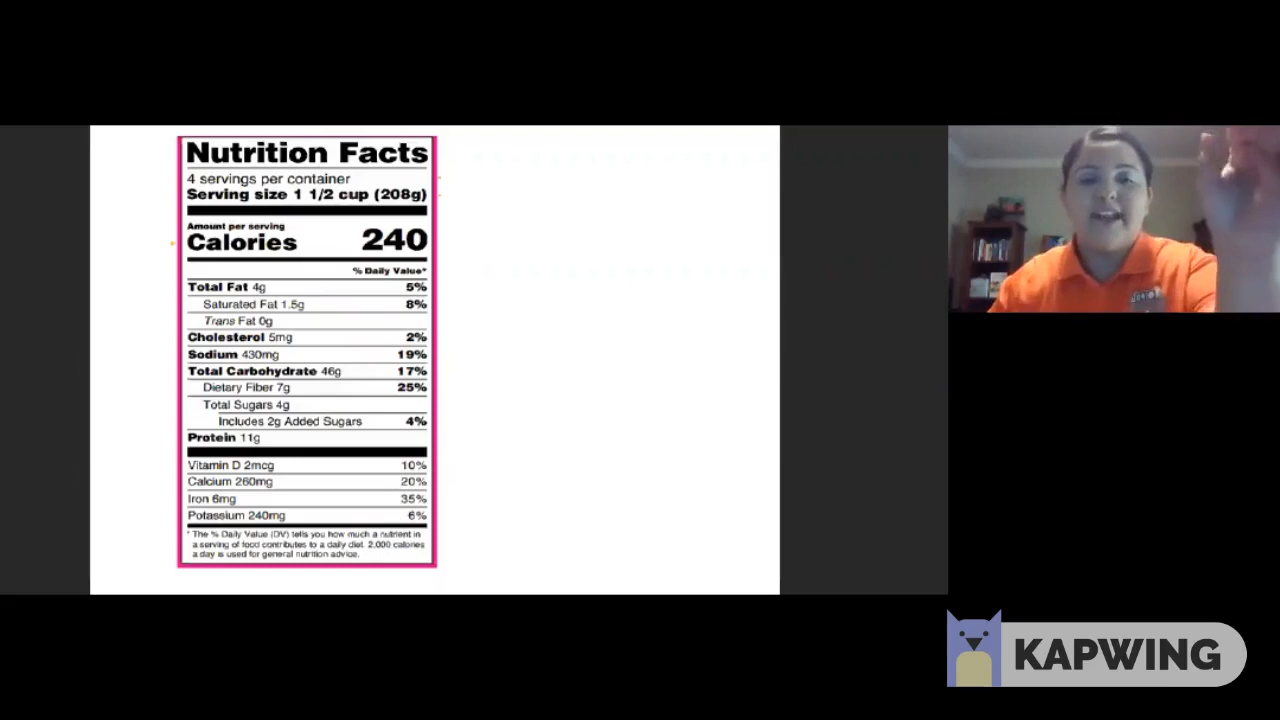 Nutrition Facts
4 servings per container
Serving size 1 1/2 cup (208g)
Amount per serving
Calories 240
% Daily Value*
Total Fat 4g 5%
Saturated Fat 1.5g 8%
Trans Fat 0g
Cholesterol 5mg 2%
Sodium 430mg 19%
Total Carbohydrate 46g 17%
Dietary Fiber 7g 25%
Total Sugars 4g
Includes 2g Added Sugars 4%
Protein 11g
Vitamin D 2mcg 10%
Calcium 260mg 20%
Iron 6mg 35%
Potassium 240mg 6%
* The % Daily Value (DV) tells you how much a nutrient in
a serving of food contributes to a daily diet. 2,000 calories
a day is used for general nutrition advice.
KAPWING